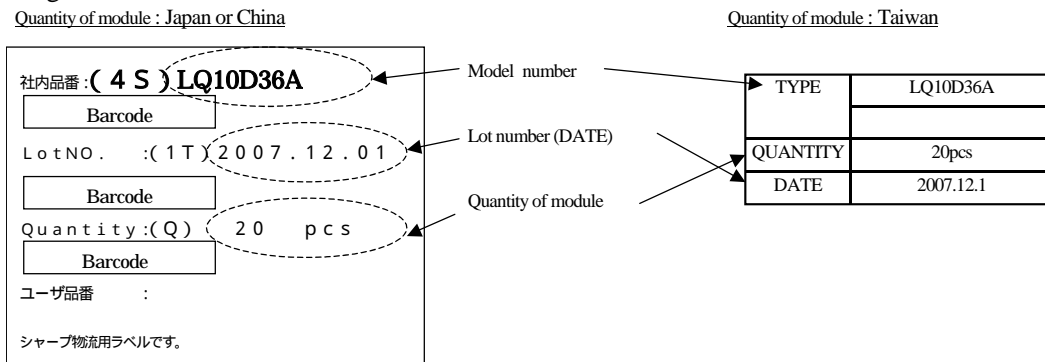 Quantity of module : Japan or China
Quantity of module : Taiwan
社内品番 : (4S) LQ10D36A
Barcode
LotNO. :(1T) 2007.12.01
Barcode
Quantity:(Q) 20 pcs
Barcode
ユーザ品番 :
シャープ物流用ラベルです。
Model number
Lot number (DATE)
Quantity of module
TYPE LQ10D36A
QUANTITY 20pcs
DATE 2007.12.1